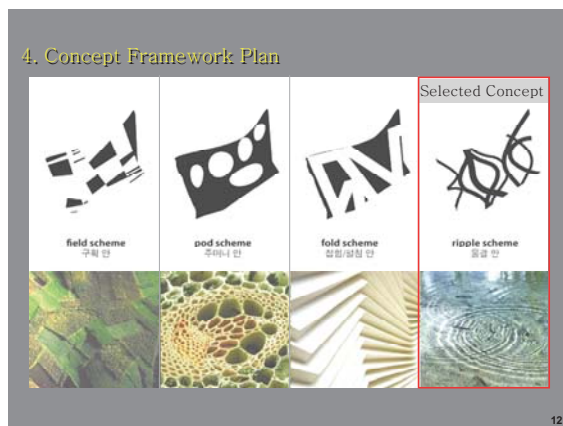 4. Concept Framework Plan
Selected Concept
field scheme
구획 안
pod scheme
주머니 안
fold scheme
접힘/설침 안
ripple scheme
물결 안
12